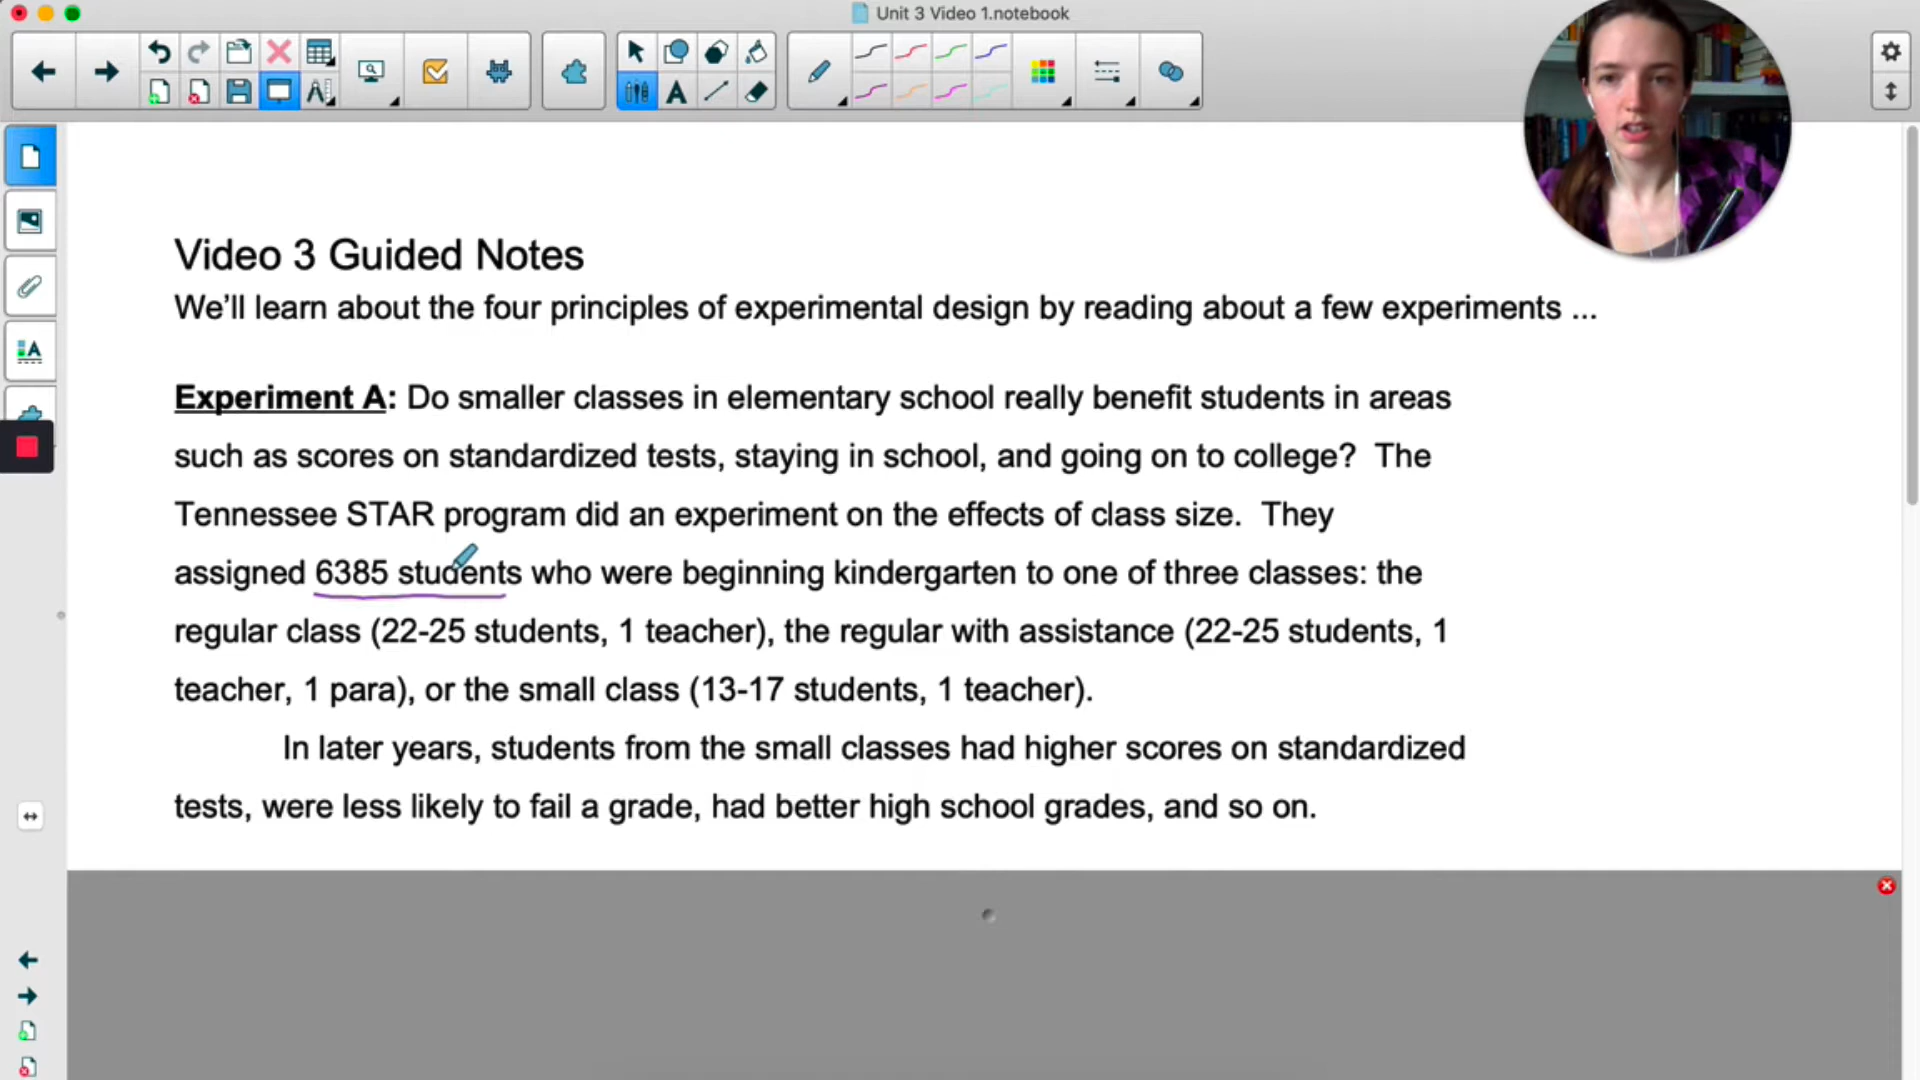 Unit 3 Video 1.notebook
Video 3 Guided Notes
We’ll learn about the four principles of experimental design by reading about a few experiments ...
Experiment A: Do smaller classes in elementary school really benefit students in areas
such as scores on standardized tests, staying in school, and going on to college?  The
Tennessee STAR program did an experiment on the effects of class size.  They
assigned 6385 students who were beginning kindergarten to one of three classes: the
regular class (22-25 students, 1 teacher), the regular with assistance (22-25 students, 1
teacher, 1 para), or the small class (13-17 students, 1 teacher).
In later years, students from the small classes had higher scores on standardized
tests, were less likely to fail a grade, had better high school grades, and so on.